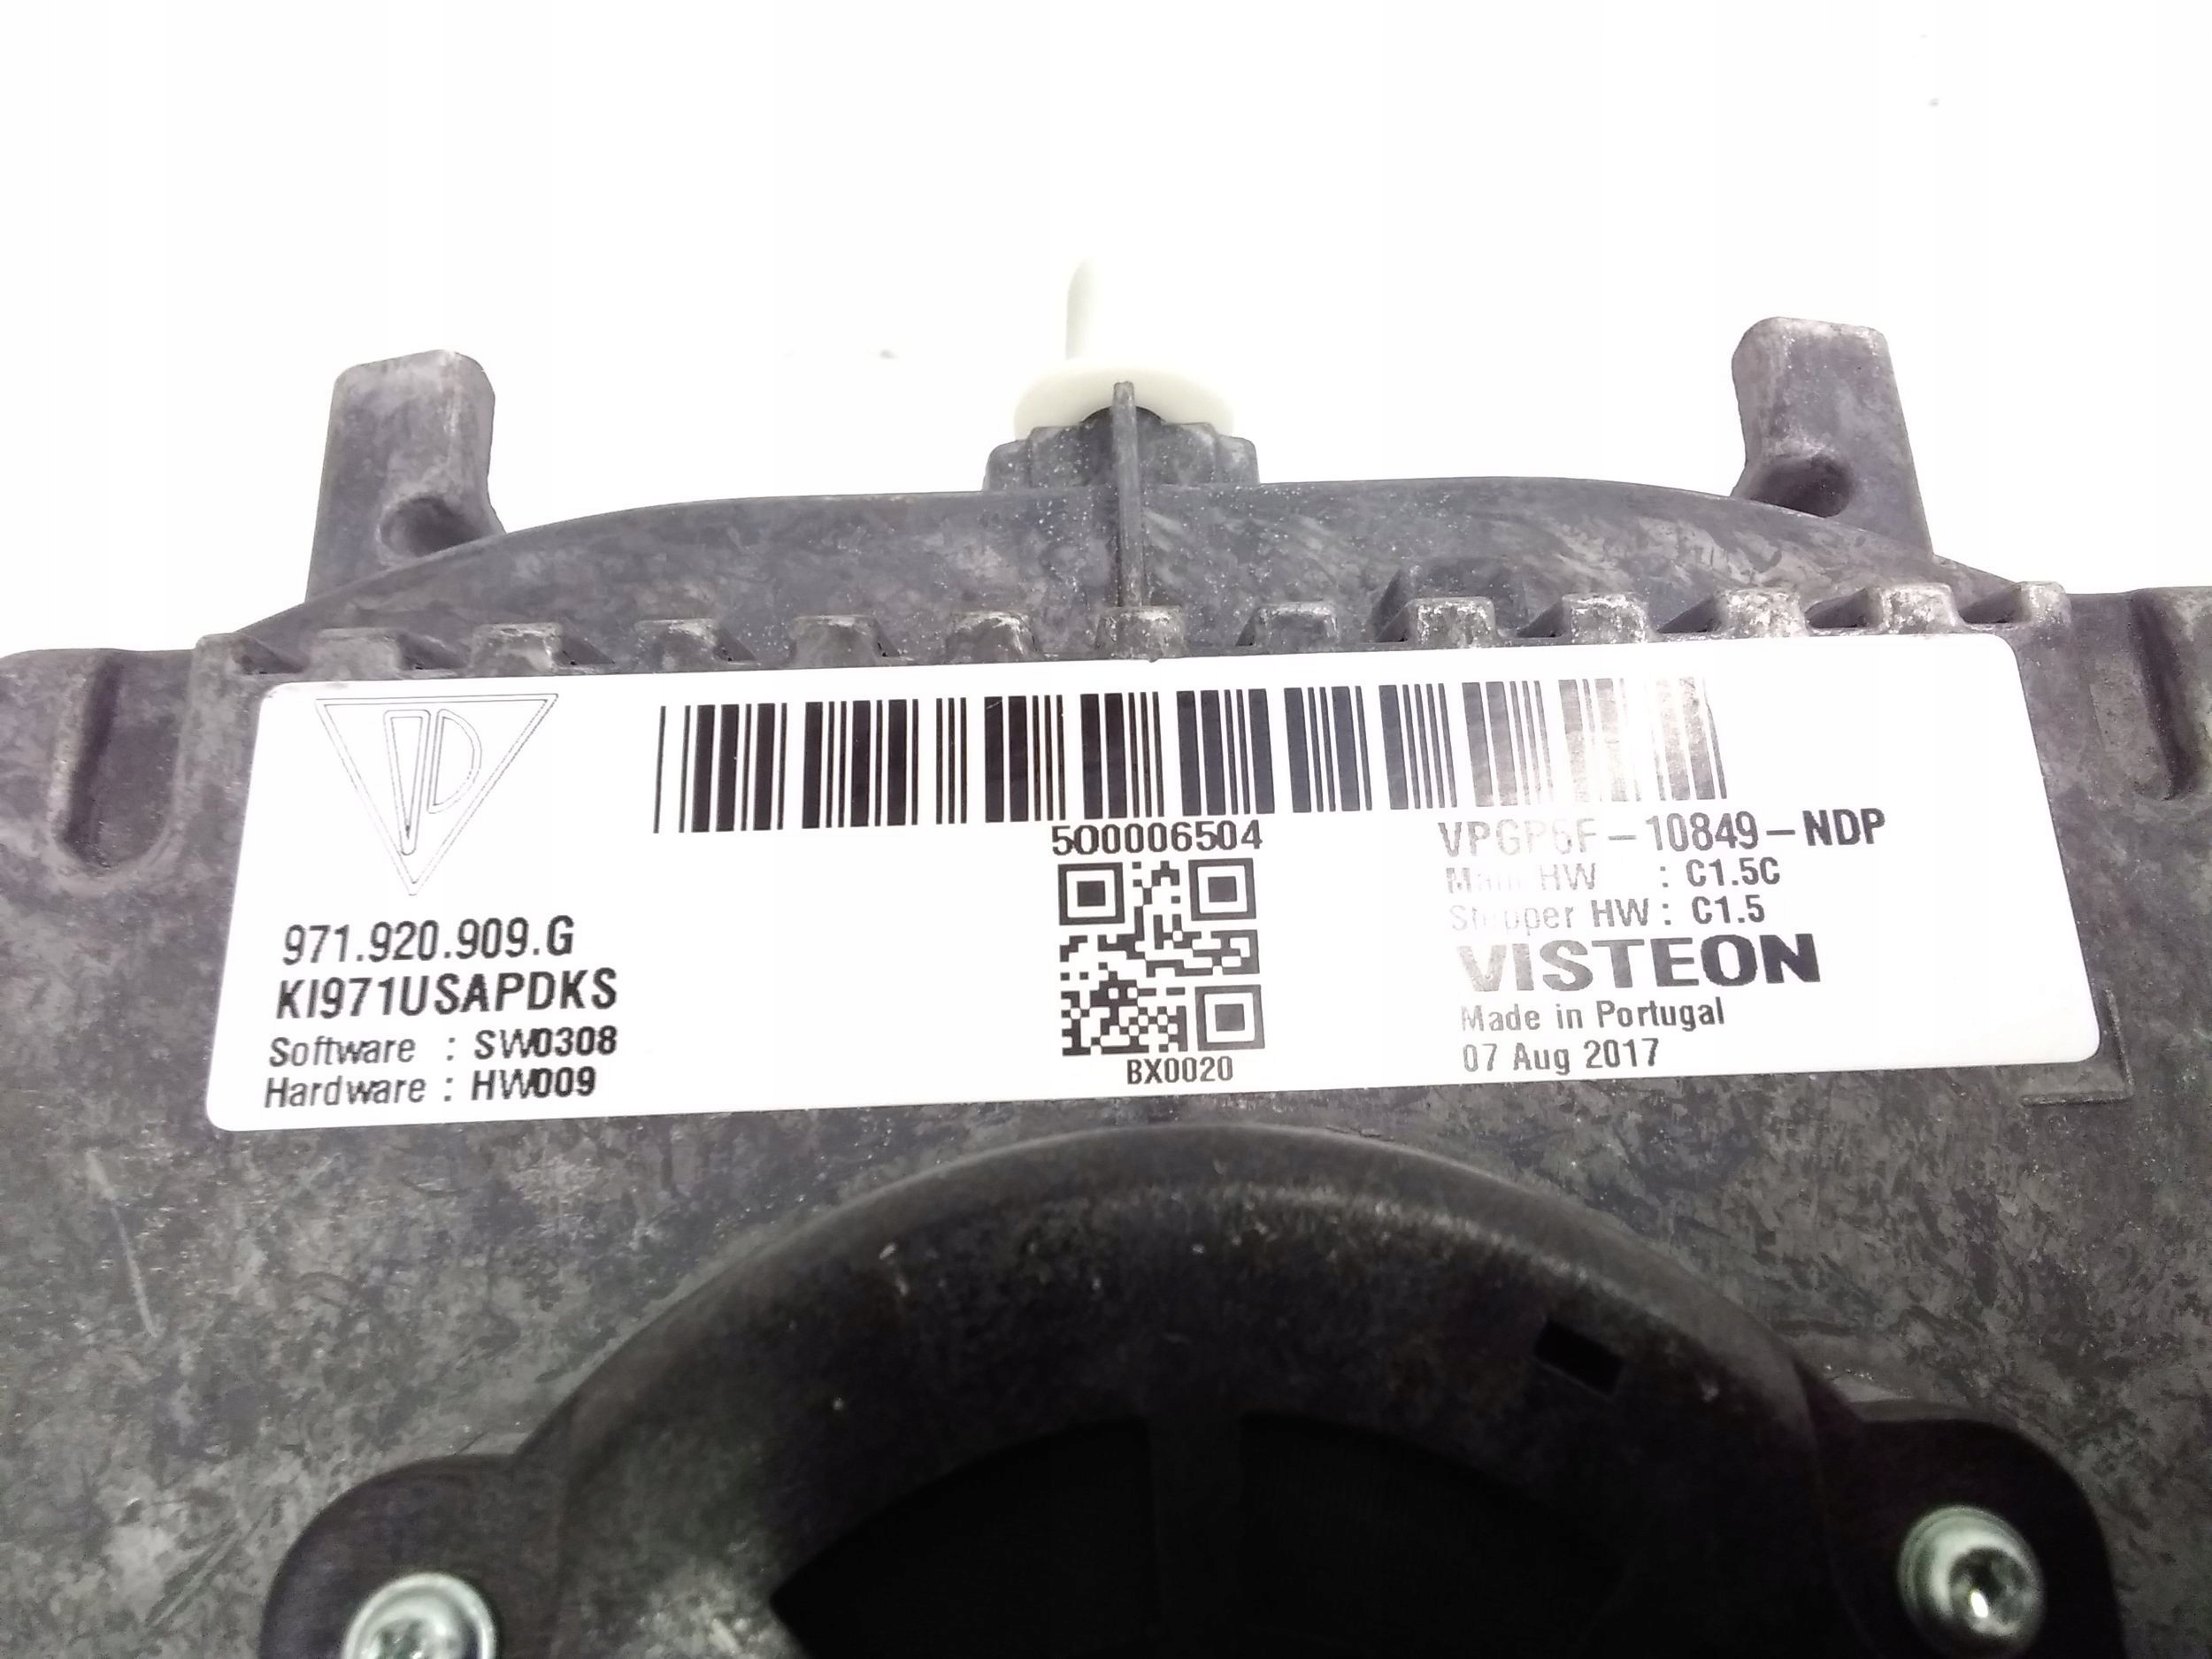 971.920.909.G
KI971USAPDKS
Software : SW0308
Hardware : HW009
500006504
BX0020
VPGP6F-10849-NDP
Main HW : C1.5C
Stepper HW : C1.5
VISTEON
Made in Portugal
07 Aug 2017